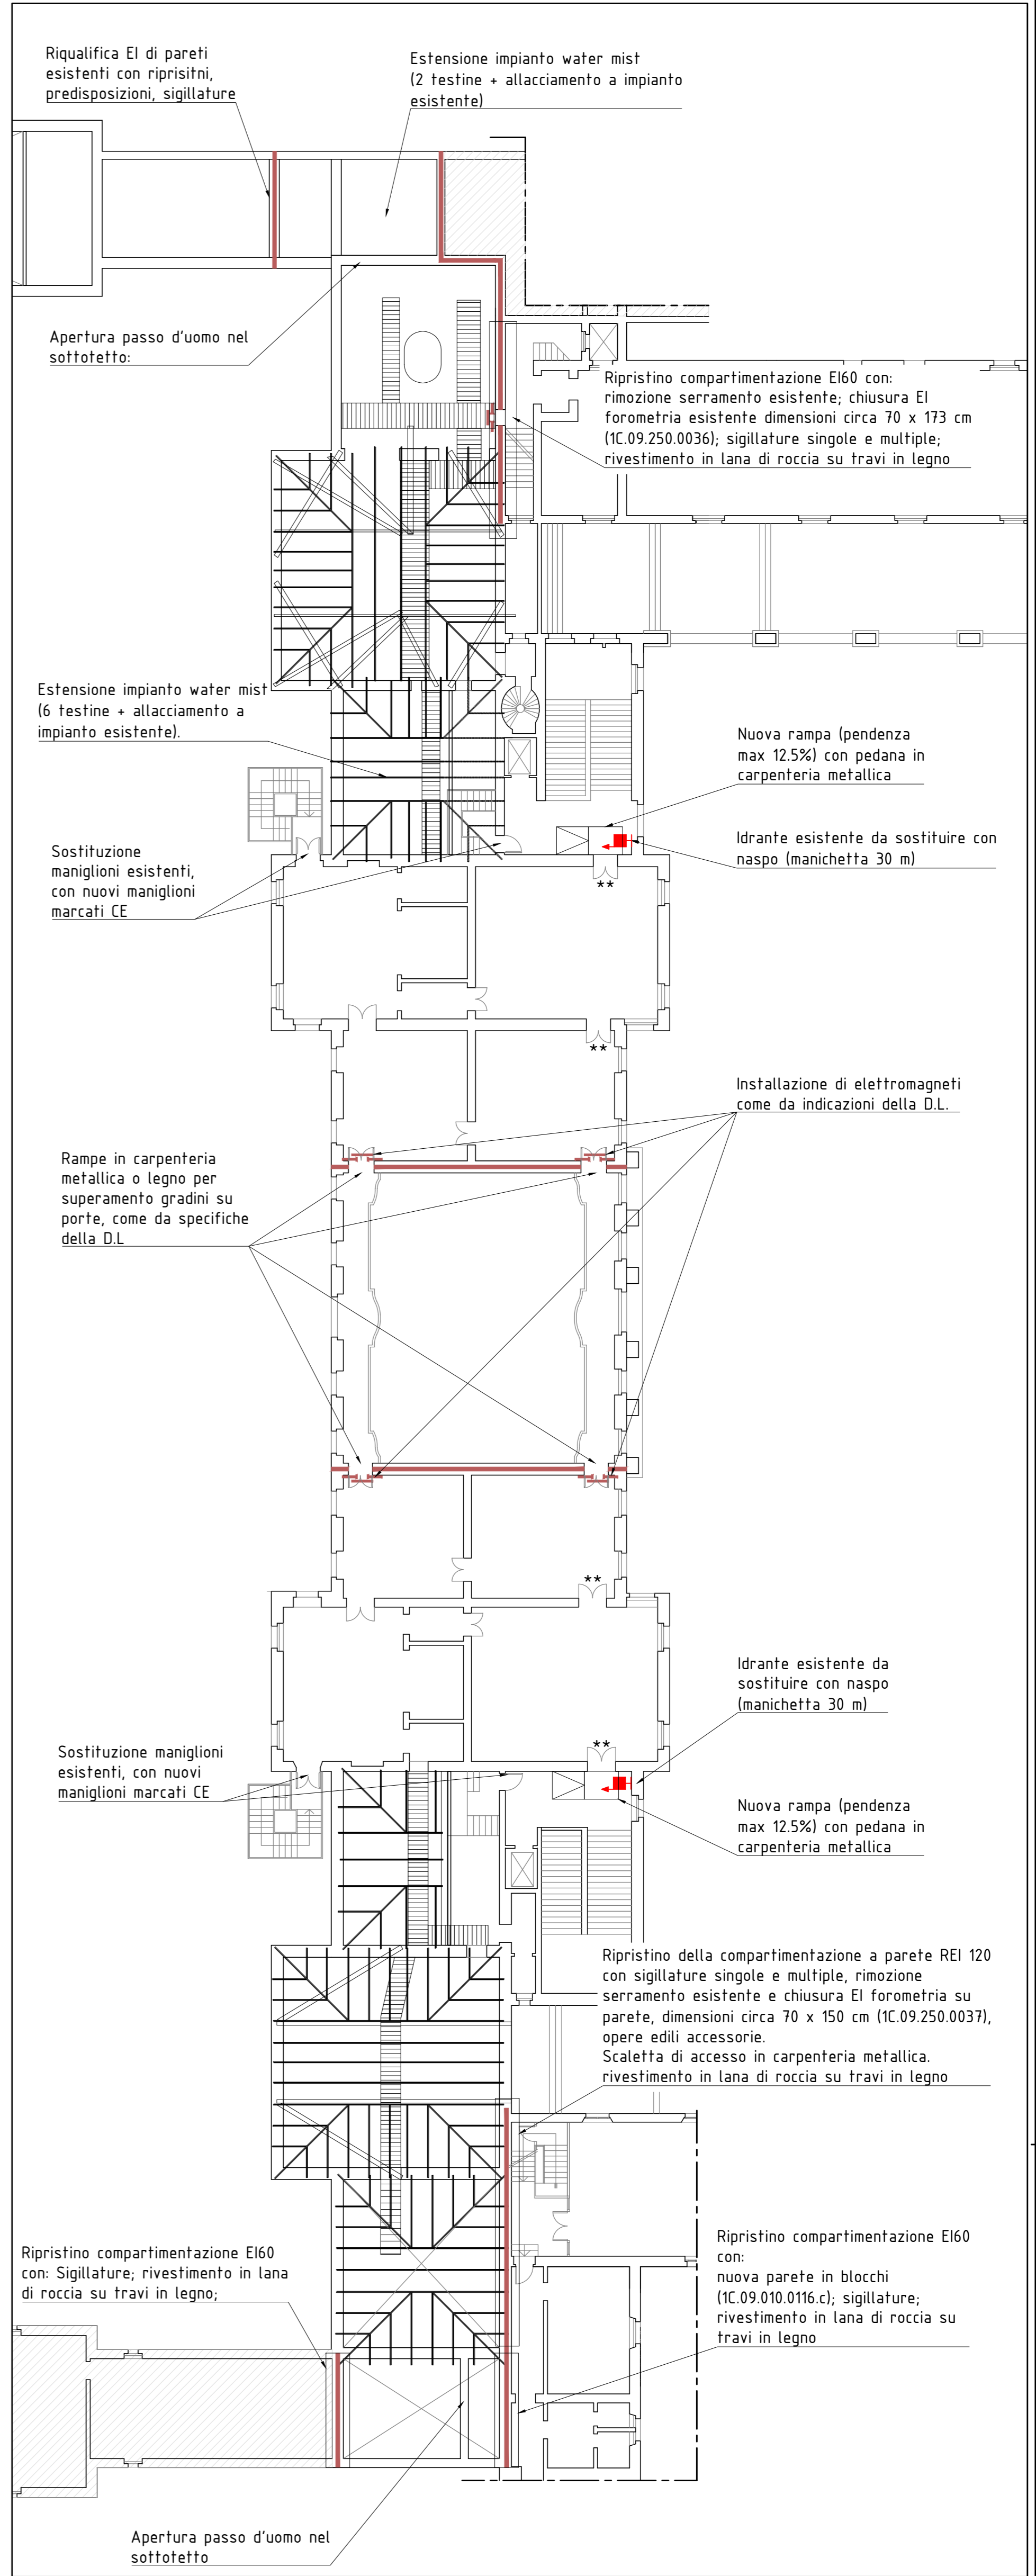 Riqualifica EI di pareti
esistenti con riprisitni,
predisposizioni, sigillature
Estensione impianto water mist
(2 testine + allacciamento a impianto
esistente)
Apertura passo d'uomo nel
sottotetto:
Ripristino compartimentazione EI60 con:
rimozione serramento esistente; chiusura EI
forometria esistente dimensioni circa 70 x 173 cm
(1C.09.250.0036); sigillature singole e multiple;
rivestimento in lana di roccia su travi in legno
Estensione impianto water mist
(6 testine + allacciamento a
impianto esistente).
Nuova rampa (pendenza
max 12.5%) con pedana in
carpenteria metallica
Idrante esistente da sostituire con
naspo (manichetta 30 m)
Sostituzione
maniglioni esistenti,
con nuovi maniglioni
marcati CE
**
**
Installazione di elettromagneti
come da indicazioni della D.L.
Rampe in carpenteria
metallica o legno per
superamento gradini su
porte, come da specifiche
della D.L
**
Idrante esistente da
sostituire con naspo
(manichetta 30 m)
**
Sostituzione maniglioni
esistenti, con nuovi
maniglioni marcati CE
Nuova rampa (pendenza
max 12.5%) con pedana in
carpenteria metallica
Ripristino della compartimentazione a parete REI 120
con sigillature singole e multiple, rimozione
serramento esistente e chiusura EI forometria su
parete, dimensioni circa 70 x 150 cm (1C.09.250.0037),
opere edili accessorie.
Scaletta di accesso in carpenteria metallica.
rivestimento in lana di roccia su travi in legno
Ripristino compartimentazione EI60
con: Sigillature; rivestimento in lana
di roccia su travi in legno;
Ripristino compartimentazione EI60
con:
nuova parete in blocchi
(1C.09.010.0116.c); sigillature;
rivestimento in lana di roccia su
travi in legno
Apertura passo d'uomo nel
sottotetto